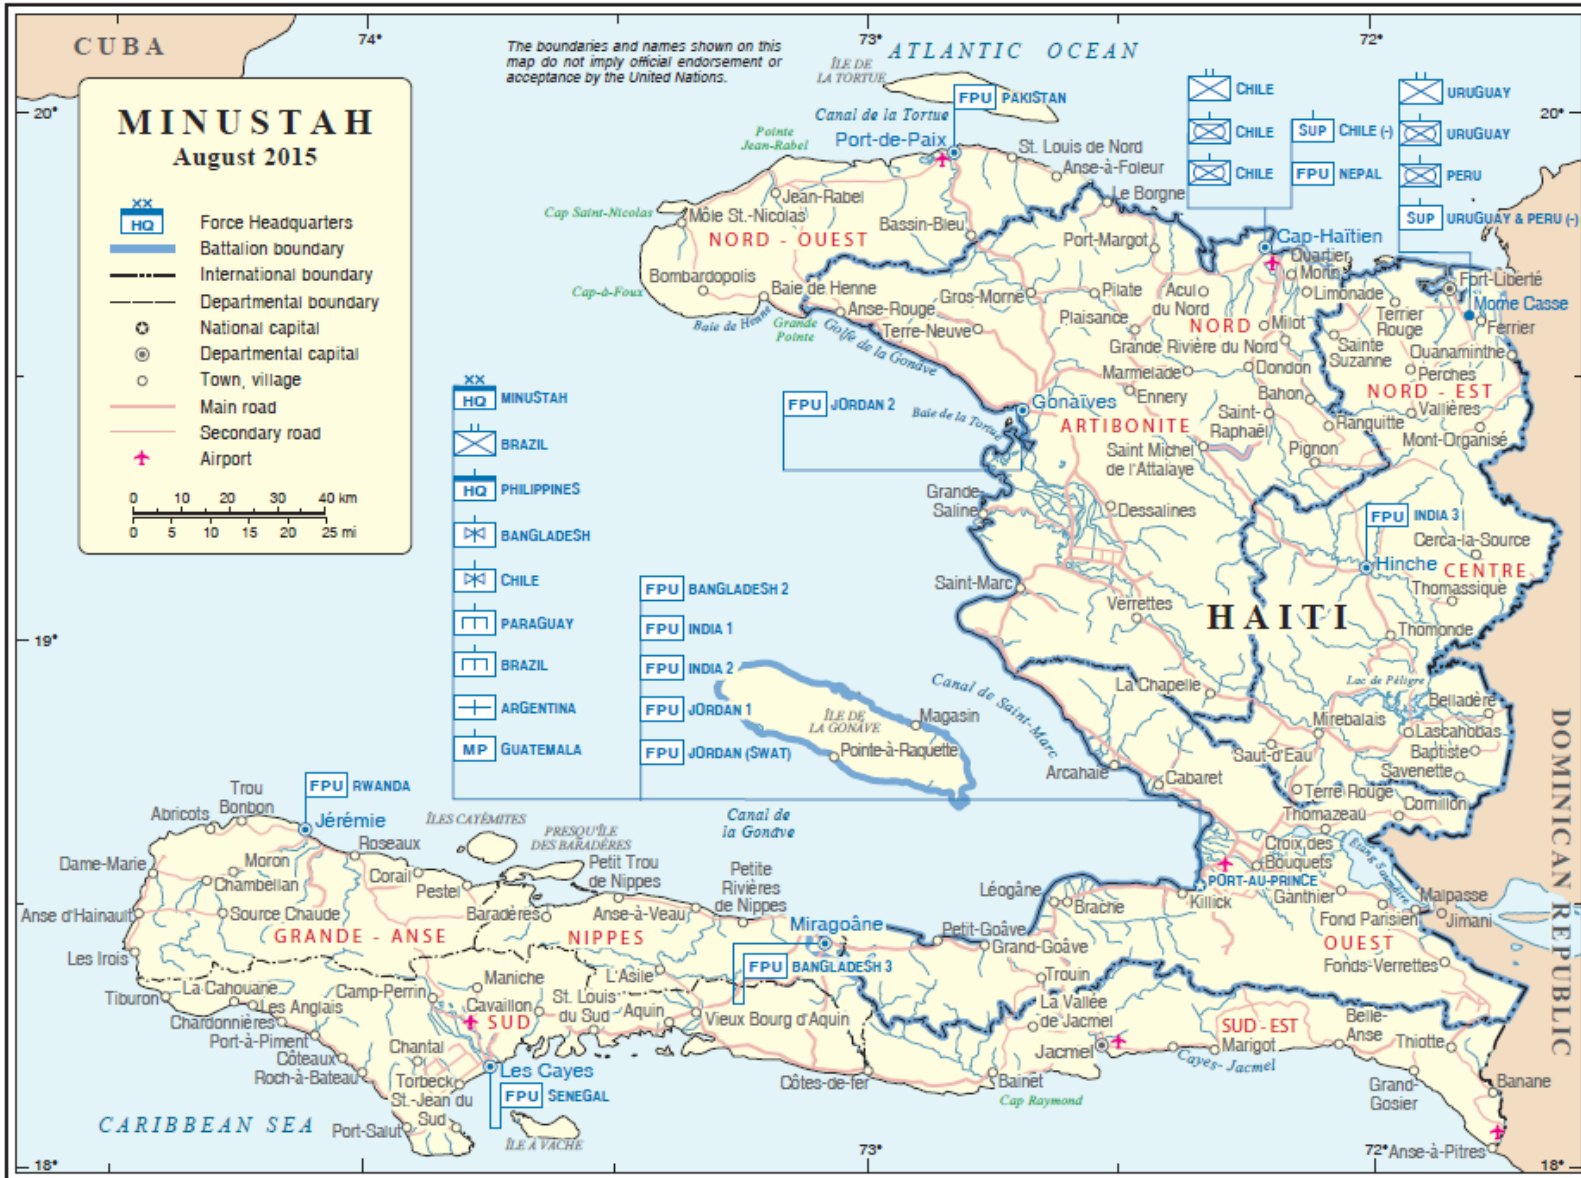 CUBA
74°
73°
72°
The boundaries and names shown on this
map do not imply official endorsement or
acceptance by the United Nations.
ATLANTIC OCEAN
ÎLE DE
LA TORTUE
MINUSTAH
August 2015
XX
HQ
Force Headquarters
Battalion boundary
International boundary
Departmental boundary
National capital
Departmental capital
Town, village
Main road
Secondary road
Airport
0 10 20 30 40 km
0 5 10 15 20 25 mi
20°
20°
19°
18°
18°
73°
72°
FPU PAKISTAN
Canal de la Tortue
Port-de-Paix
Pointe
Jean-Rabel
St. Louis de Nord
Anse-à-Foleur
Le Borgne
CHILE
CHILE
CHILE
SUP CHILE (-)
FPU NEPAL
URUGUAY
URUGUAY
PERU
SUP URUGUAY & PERU (-)
Jean-Rabel
Cap Saint-Nicolas
Môle St.-Nicolas
NORD - OUEST
Bassin-Bleu
Port-Margot
Cap-Haïtien
Quartier
Morin
Limonade
Fort-Liberté
Mome Casse
Ferrier
Terrier
Rouge
Bombardopolis
Cap-à-Foux
Baie de Henne
Baie de Henne
Grande
Pointe
Anse-Rouge
Golfe de la Gonâve
Terre-Neuve
Gros-Morne
Pilate
Plaisance
Acul
du Nord
NORD
Milot
Grande Rivière du Nord
Sainte
Suzanne
Ouanaminthe
Perches
Marmelade
Dondon
Ennery
Bahon
NORD - EST
Vallières
Saint-
Raphaël
Ranquitte
Mont-Organisé
Pignon
Gonaïves
Baie de la Tortue
ARTIBONITE
Saint Michel
de l'Attalaye
FPU JORDAN 2
XX
HQ MINUSTAH
BRAZIL
HQ PHILIPPINES
BANGLADESH
CHILE
PARAGUAY
BRAZIL
ARGENTINA
MP GUATEMALA
FPU BANGLADESH 2
FPU INDIA 1
FPU INDIA 2
FPU JORDAN 1
FPU JORDAN (SWAT)
Grande-
Saline
Dessalines
FPU INDIA 3
Cerca-la-Source
Hinche
CENTRE
Thomassique
Saint-Marc
Verrettes
HAITI
Thomonde
La Chapelle
Lac de Péligre
Belladère
Mirebalais
Lascahobas
Baptiste
Saut-d'Eau
Savenette
Canal de Saint-Marc
ÎLE DE
LA GONÂVE
Magasin
Pointe-à-Raquette
Arcahaie
Cabaret
Terre Rouge
Cornillon
Thomazeau
DOMINICAN REPUBLIC
FPU RWANDA
Trou
Bonbon
Abricots
Jérémie
ÎLES CAYÉMITES
PRESQU'ÎLE
DES BARADÈRES
Canal de
la Gonâve
Roseaux
Dame-Marie
Moron
Chambellan
Corail
Pestel
Petit Trou
de Nippes
Petite
Rivières
de Nippes
Croix des
Bouquets
Etang Saumâtre
PORT-AU-PRINCE
Killick
Ganthier
Malpasse
Jimani
Fond Parisien
Léogâne
Brache
Anse d'Hainault
Source Chaude
Baradères
Anse-à-Veau
Miragoâne
Petit-Goâve
Grand-Goâve
GRANDE - ANSE
NIPPES
OUEST
Fonds-Verrettes
Les Irois
FPU BANGLADESH 3
L'Asile
Trouin
Tiburon
La Cahouane
Les Anglais
Camp-Perrin
Maniche
Cavaillon
St. Louis
du Sud
Aquin
Vieux Bourg d'Aquin
La Vallée
de Jacmel
SUD
SUD - EST
Belle-
Anse
Thiotte
Chardonnières
Port-à-Piment
Côteaux
Roch-à-Bateau
Chantal
Torbeck
St.-Jean du
Sud
Les Cayes
Jacmel
Marigot
Cayes-Jacmel
Côtes-de-fer
Bainet
Cap Raymond
Grand-
Gosier
Banane
Port-Salut
FPU SENEGAL
ÎLE À VACHE
Anse-à-Pitres
CARIBBEAN SEA